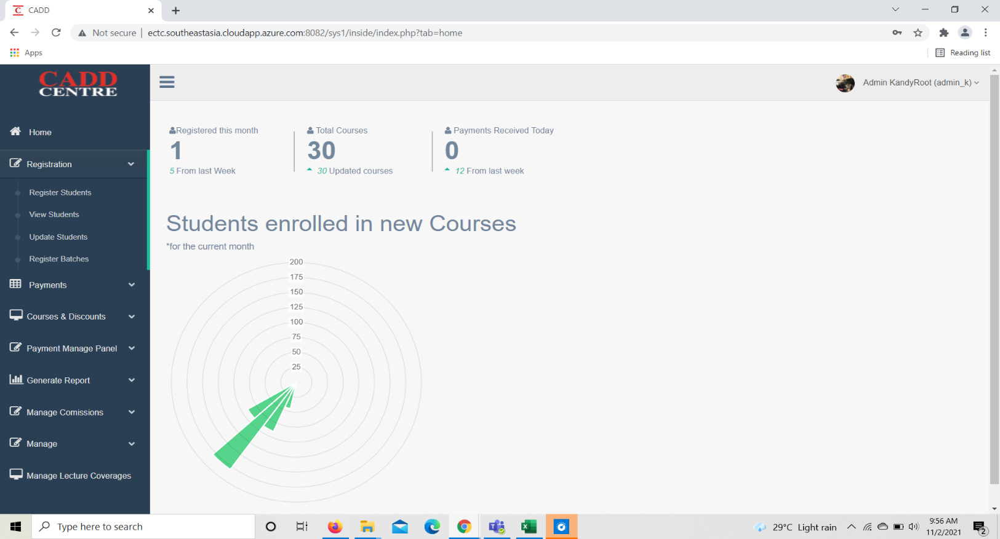 C CADD
Not secure | ectc.southeastasia.cloudapp.azure.com:8082/sys1/inside/index.php?tab=home
Apps
Reading list
CADD
CENTRE
Admin KandyRoot (admin_k)
Home
Registration
Register Students
View Students
Update Students
Register Batches
Payments
Courses & Discounts
Payment Manage Panel
Generate Report
Manage Comissions
Manage
Manage Lecture Coverages
Registered this month
1
5 From last Week
Total Courses
30
30 Updated courses
Payments Received Today
0
12 From last week
Students enrolled in new Courses
*for the current month
200
175
150
125
100
75
50
25
Type here to search
29°C Light rain
9:56 AM
11/2/2021
2